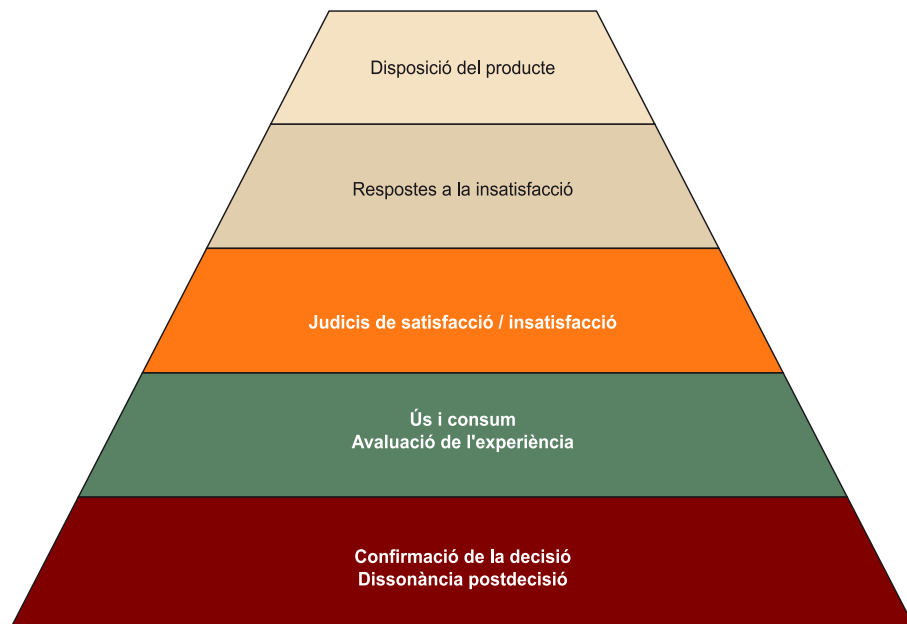 Disposició del producte
Respostes a la insatisfacció
Judicis de satisfacció / insatisfacció
Ús i consum
Avaluació de l'experiència
Confirmació de la decisió
Dissonància postdecisió